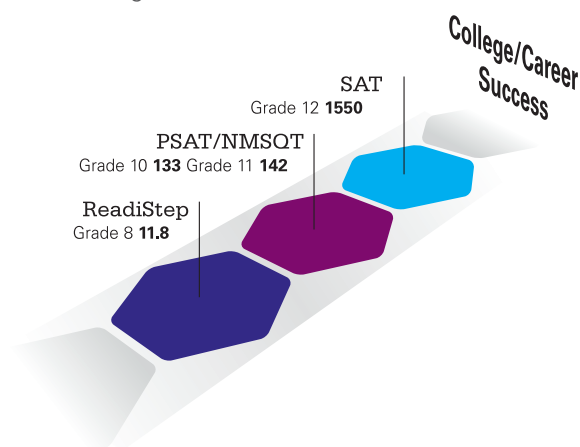 College/Career
Success
SAT
Grade 12 1550
PSAT/NMSQT
Grade 10 133 Grade 11 142
ReadiStep
Grade 8 11.8